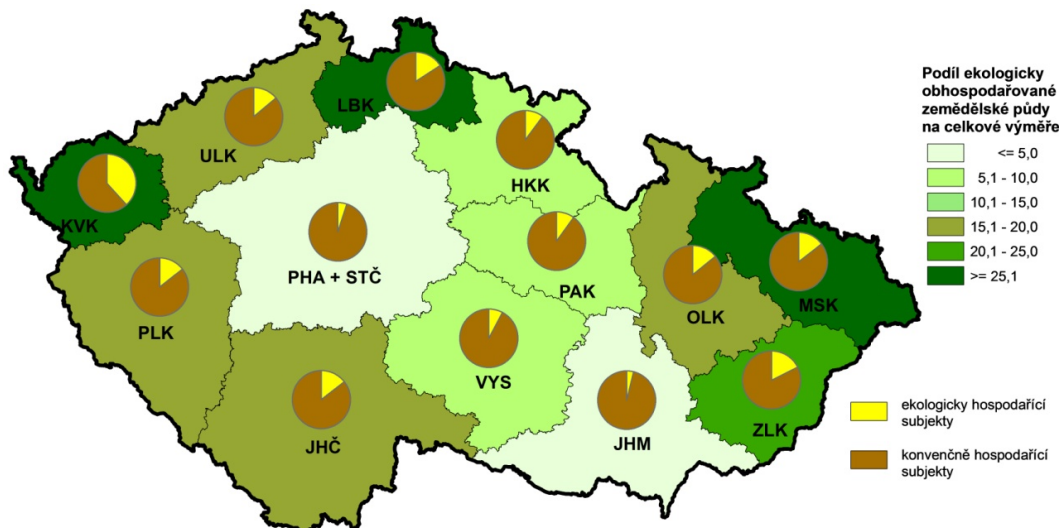 LBK
ULK
HKK
KVK
PHA + STČ
PAK
OLK
MSK
PLK
VYS
JHČ
JHM
ZLK
Podíl ekologicky
obhospodařované
zemědělské půdy
na celkové výměře
<= 5,0
5,1 - 10,0
10,1 - 15,0
15,1 - 20,0
20,1 - 25,0
>= 25,1
ekologicky hospodařící
subjekty
konvenčně hospodařící
subjekty